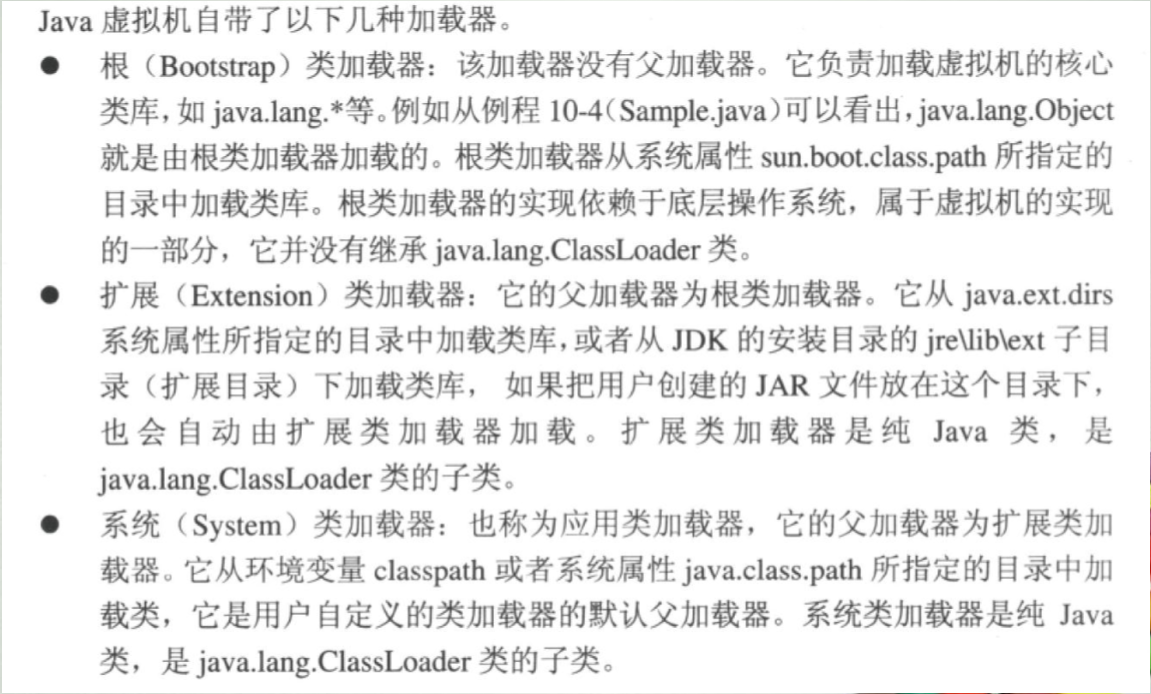 Java 虚拟机自带了以下几种加载器。
● 根（Bootstrap）类加载器：该加载器没有父加载器。它负责加载虚拟机的核心
类库，如 java.lang.*等。例如从例程 10-4（Sample.java）可以看出，java.lang.Object
就是由根类加载器加载的。根类加载器从系统属性 sun.boot.class.path 所指定的
目录中加载类库。根类加载器的实现依赖于底层操作系统，属于虚拟机的实现
的一部分，它并没有继承 java.lang.ClassLoader 类。
● 扩展（Extension）类加载器：它的父加载器为根类加载器。它从 java.ext.dirs
系统属性所指定的目录中加载类库，或者从 JDK 的安装目录的 jre\lib\ext 子目
录（扩展目录）下加载类库， 如果把用户创建的 JAR 文件放在这个目录下，
也会自动由扩展类加载器加载。扩展类加载器是纯 Java 类，是
java.lang.ClassLoader 类的子类。
● 系统（System）类加载器：也称为应用类加载器，它的父加载器为扩展类加
载器。它从环境变量 classpath 或者系统属性 java.class.path 所指定的目录中加
载类，它是用户自定义的类加载器的默认父加载器。系统类加载器是纯 Java
类，是 java.lang.ClassLoader 类的子类。